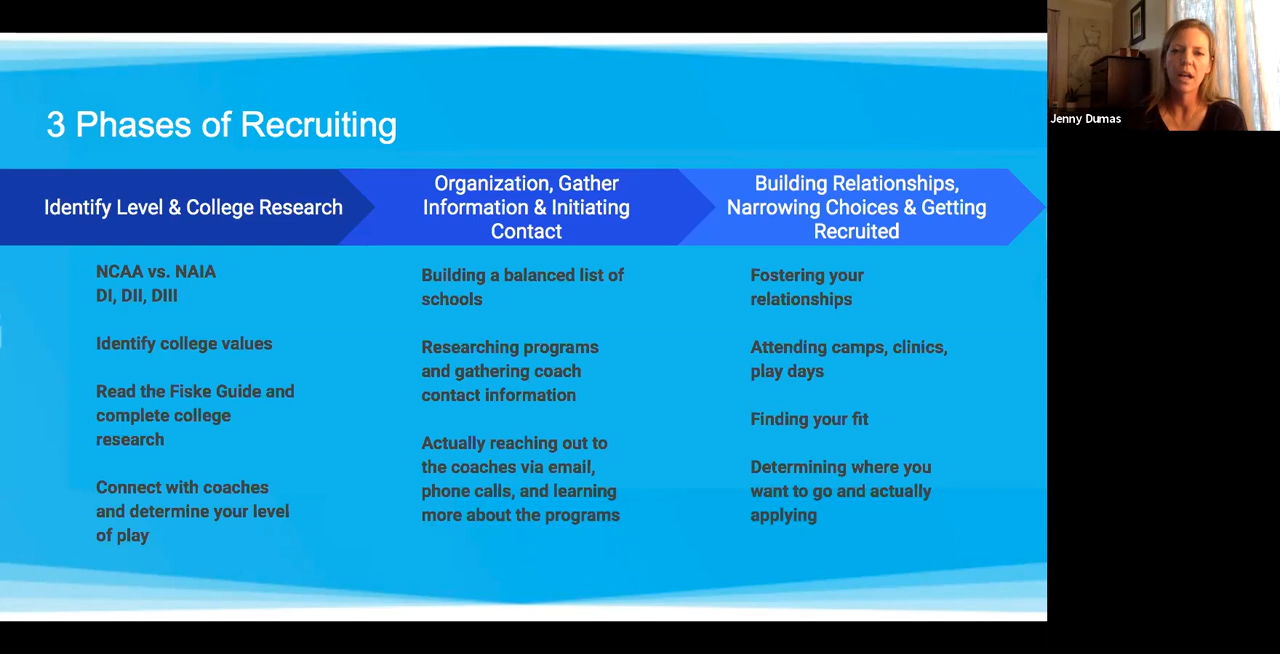 3 Phases of Recruiting
Identify Level & College Research
Organization, Gather
Information & Initiating
Contact
Building Relationships,
Narrowing Choices & Getting
Recruited
NCAA vs. NAIA
DI, DII, DIII
Identify college values
Read the Fiske Guide and
complete college
research
Connect with coaches
and determine your level
of play
Building a balanced list of
schools
Researching programs
and gathering coach
contact information
Actually reaching out to
the coaches via email,
phone calls, and learning
more about the programs
Fostering your
relationships
Attending camps, clinics,
play days
Finding your fit
Determining where you
want to go and actually
applying
Jenny Dumas